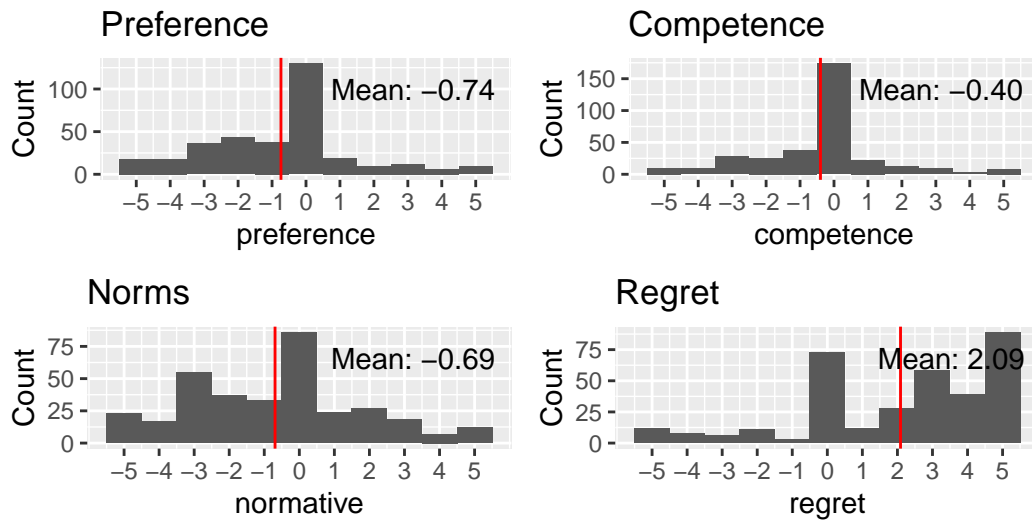 Preference
Count
100
50
0
Mean: −0.74
−5 −4 −3 −2 −1 0 1 2 3 4 5
preference
Competence
Count
150
100
50
0
Mean: −0.40
−5 −4 −3 −2 −1 0 1 2 3 4 5
competence
Norms
Count
75
50
25
0
Mean: −0.69
−5 −4 −3 −2 −1 0 1 2 3 4 5
normative
Regret
Count
75
50
25
0
Mean: 2.09
−5 −4 −3 −2 −1 0 1 2 3 4 5
regret